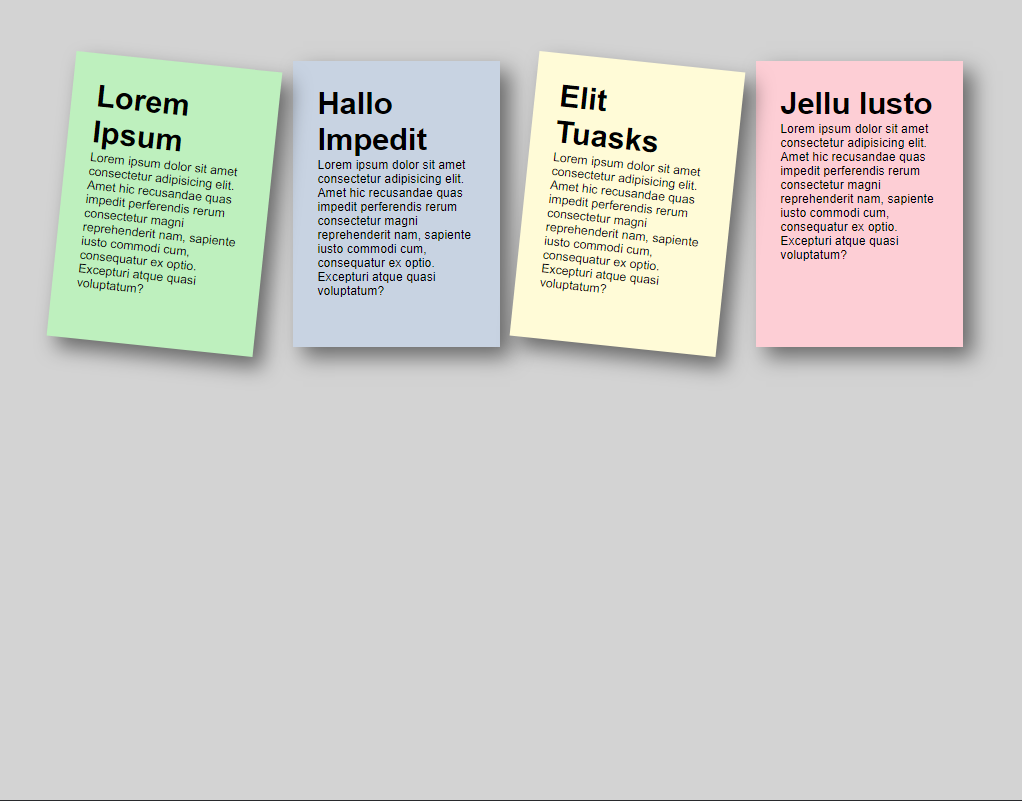 Lorem
Ipsum
Lorem ipsum dolor sit amet
consectetur adipisicing elit.
Amet hic recusandae quas
impedit perferendis rerum
consectetur magni
reprehenderit nam, sapiente
iusto commodi cum,
consequatur ex optio.
Excepturi atque quasi
voluptatum?
Hallo
Impedit
Lorem ipsum dolor sit amet
consectetur adipisicing elit.
Amet hic recusandae quas
impedit perferendis rerum
consectetur magni
reprehenderit nam, sapiente
iusto commodi cum,
consequatur ex optio.
Excepturi atque quasi
voluptatum?
Elit
Tuasks
Lorem ipsum dolor sit amet
consectetur adipisicing elit.
Amet hic recusandae quas
impedit perferendis rerum
consectetur magni
reprehenderit nam, sapiente
iusto commodi cum,
consequatur ex optio.
Excepturi atque quasi
voluptatum?
Jellu Iusto
Lorem ipsum dolor sit amet
consectetur adipisicing elit.
Amet hic recusandae quas
impedit perferendis rerum
consectetur magni
reprehenderit nam, sapiente
iusto commodi cum,
consequatur ex optio.
Excepturi atque quasi
voluptatum?